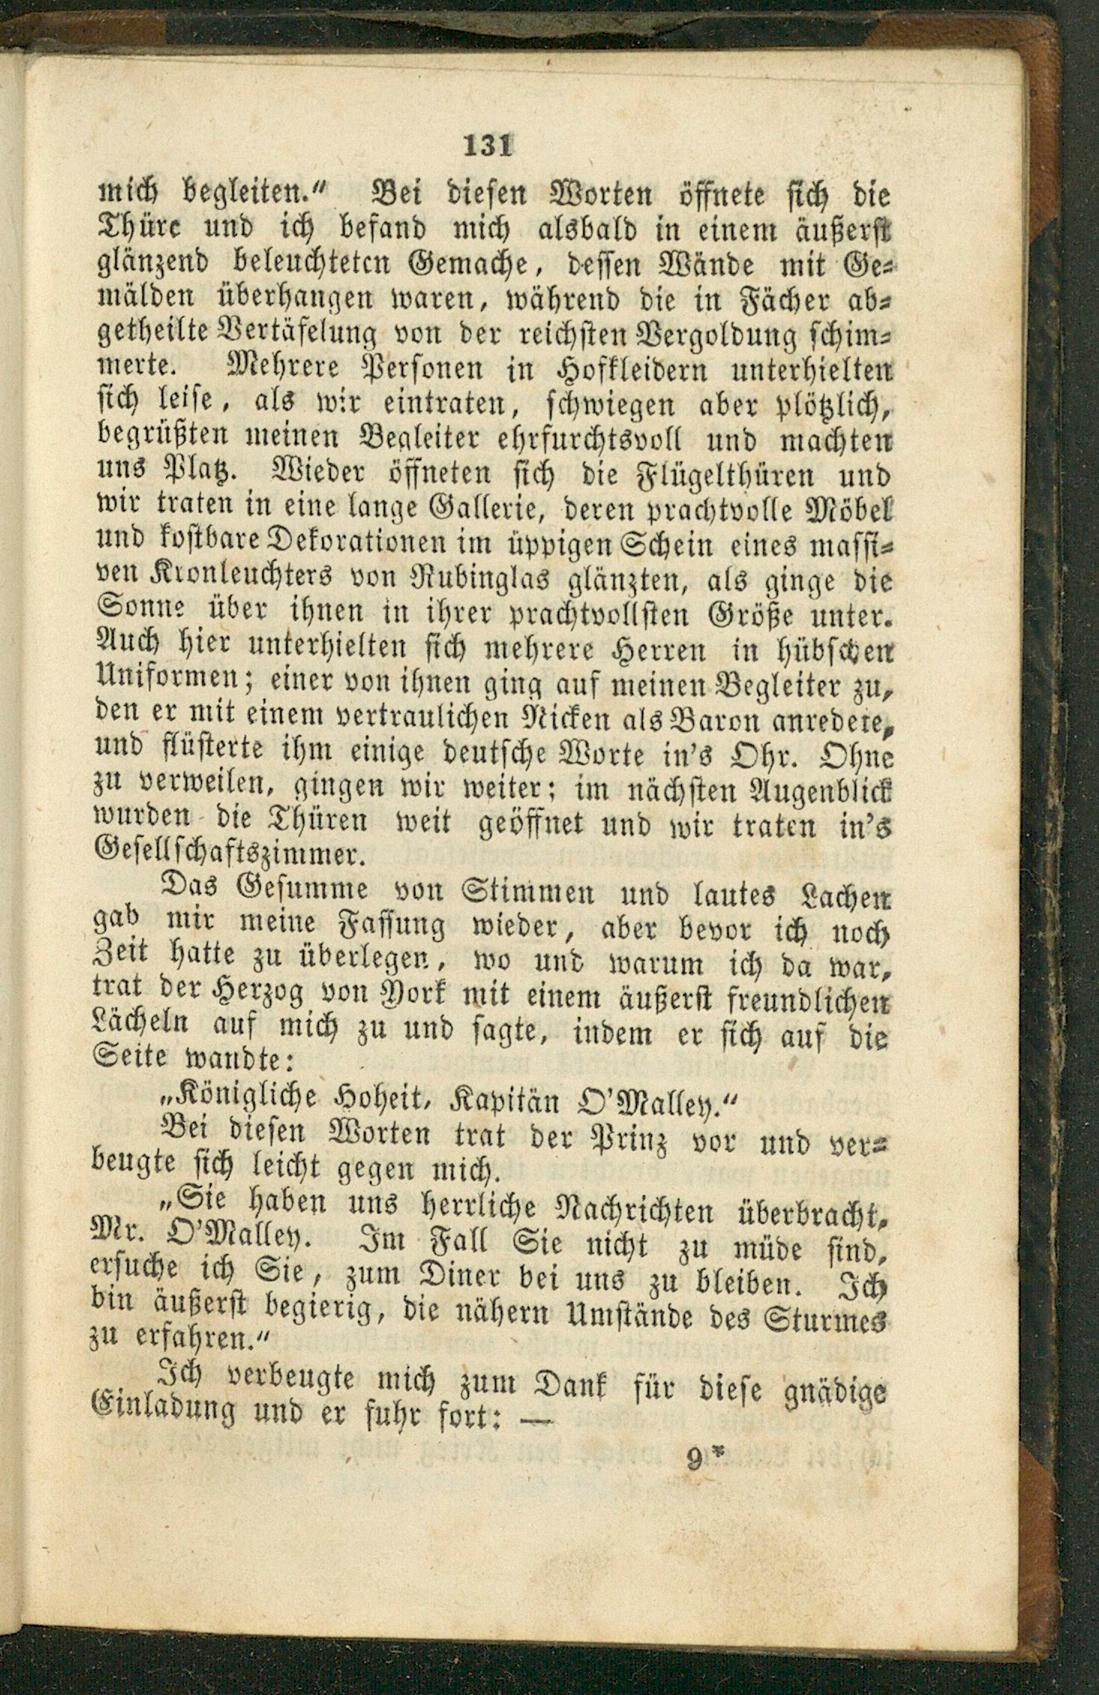 131
mich begleiten.“ Bei diesen Worten öffnete sich die
Thüre und ich befand mich alsbald in einem äußerst
glänzend beleuchteten Gemache, dessen Wände mit Ge-
mälden überhangen waren, während die in Fächer ab-
getheilte Vertäfelung von der reichsten Vergoldung schim-
merte. Mehrere Personen in Hofkleidern unterhielten
sich leise, als wir eintraten, schwiegen aber plötzlich,
begrüßten meinen Begleiter ehrfurchtsvoll und machten
uns Platz. Wieder öffneten sich die Flügelthüren und
wir traten in eine lange Gallerie, deren prachtvolle Möbel
und kostbare Dekorationen im üppigen Schein eines massi-
ven Kronleuchters von Rubinglas glänzten, als ginge die
Sonne über ihnen in ihrer prachtvollsten Größe unter.
Auch hier unterhielten sich mehrere Herren in hübschen
Uniformen; einer von ihnen ging auf meinen Begleiter zu,
den er mit einem vertraulichen Nicken als Baron anredete,
und flüsterte ihm einige deutsche Worte in's Ohr. Ohne
zu verweilen, gingen wir weiter; im nächsten Augenblick
wurden die Thüren weit geöffnet und wir traten in's
Gesellschaftszimmer.
Das Gesumme von Stimmen und lautes Lachen
gab mir meine Fassung wieder, aber bevor ich noch
Zeit hatte zu überlegen, wo und warum ich da war,
trat der Herzog von York mit einem äußerst freundlichen
Lächeln auf mich zu und sagte, indem er sich auf die
Seite wandte:
„Königliche Hoheit, Kapitän O'Malley.“
Bei diesen Worten trat der Prinz vor und ver-
beugte sich leicht gegen mich.
„Sie haben uns herrliche Nachrichten überbracht,
Mr. O'Malley. Im Fall Sie nicht zu müde sind,
ersuche ich Sie, zum Diner bei uns zu bleiben. Ich
bin äußerst begierig, die nähern Umstände des Sturmes
zu erfahren.“
Ich verbeugte mich zum Dank für diese gnädige
Einladung und er fuhr fort: —
9*